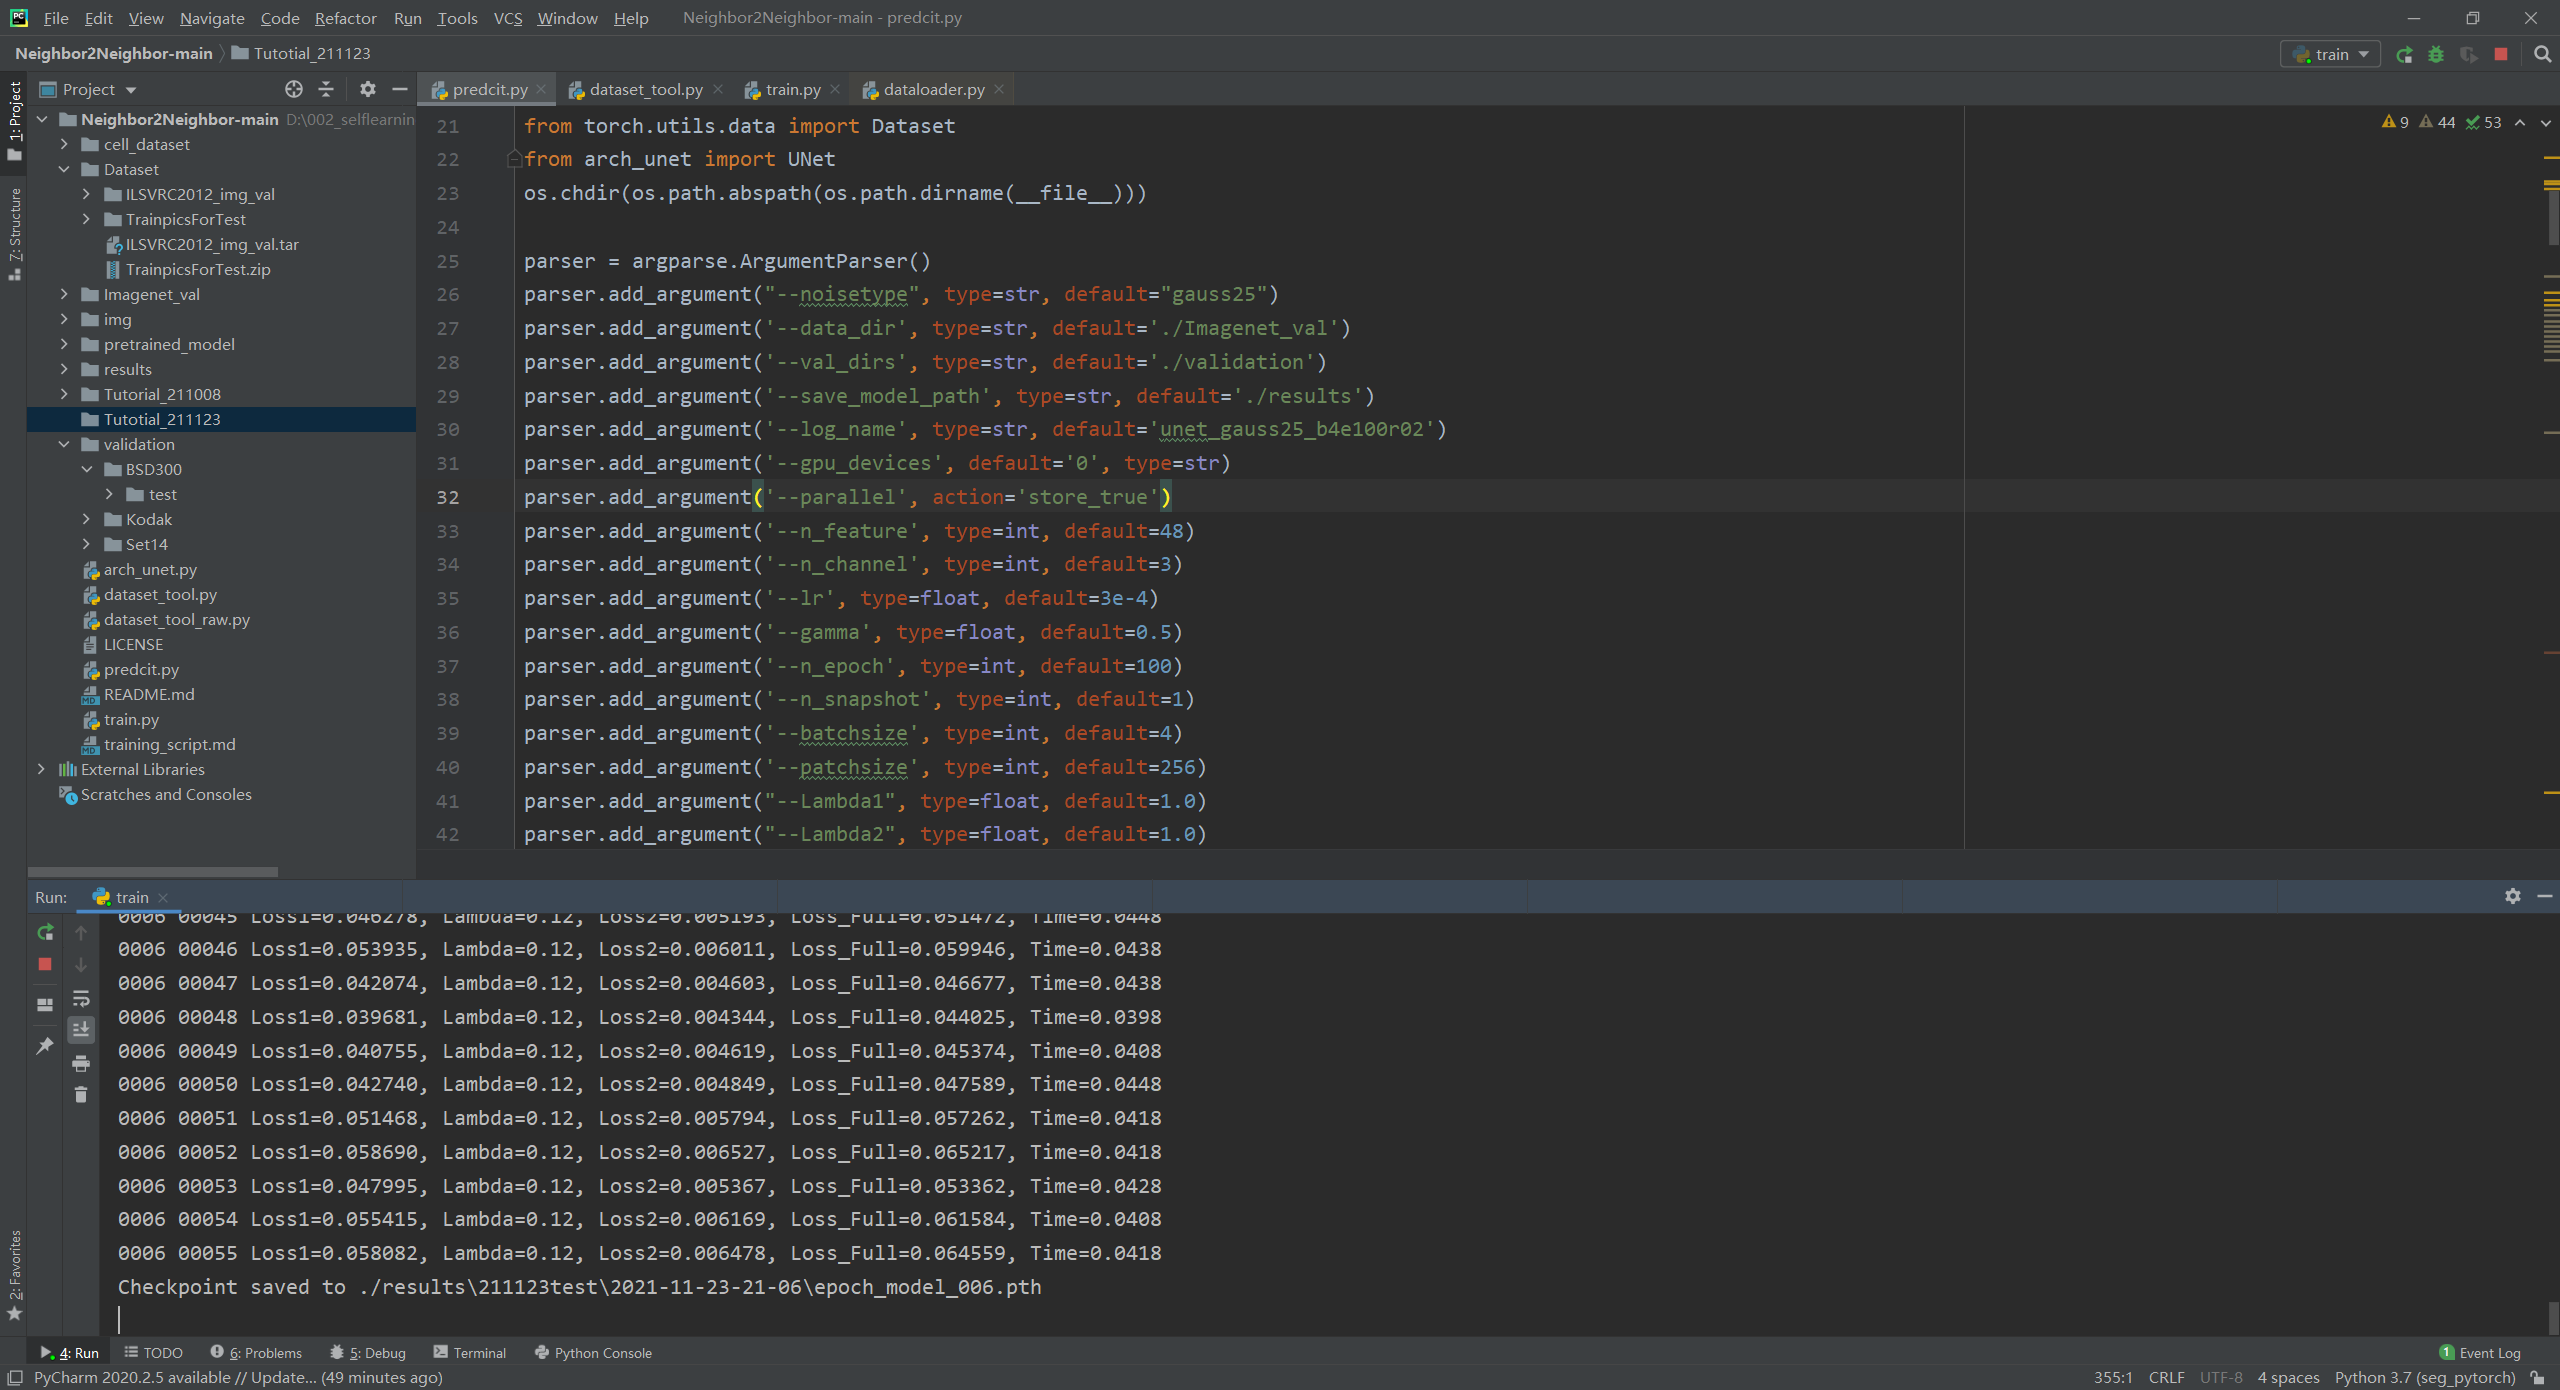 File Edit View Navigate Code Refactor Run Tools VCS Window Help Neighbor2Neighbor-main - predcit.py
Neighbor2Neighbor-main Tutotial_211123 train
1: Project
7: Structure
2: Favorites
Project
Neighbor2Neighbor-main D:\002_selflearnin
cell_dataset
Dataset
ILSVRC2012_img_val
TrainpicsForTest
ILSVRC2012_img_val.tar
TrainpicsForTest.zip
Imagenet_val
img
pretrained_model
results
Tutorial_211008
Tutotial_211123
validation
BSD300
test
Kodak
Set14
arch_unet.py
dataset_tool.py
dataset_tool_raw.py
LICENSE
predcit.py
README.md
train.py
training_script.md
External Libraries
Scratches and Consoles
predcit.py dataset_tool.py train.py dataloader.py
9 44 53
21 from torch.utils.data import Dataset
22 from arch_unet import UNet
23 os.chdir(os.path.abspath(os.path.dirname(__file__)))
24
25 parser = argparse.ArgumentParser()
26 parser.add_argument("--noisetype", type=str, default="gauss25")
27 parser.add_argument('--data_dir', type=str, default='./Imagenet_val')
28 parser.add_argument('--val_dirs', type=str, default='./validation')
29 parser.add_argument('--save_model_path', type=str, default='./results')
30 parser.add_argument('--log_name', type=str, default='unet_gauss25_b4e100r02')
31 parser.add_argument('--gpu_devices', default='0', type=str)
32 parser.add_argument('--parallel', action='store_true')
33 parser.add_argument('--n_feature', type=int, default=48)
34 parser.add_argument('--n_channel', type=int, default=3)
35 parser.add_argument('--lr', type=float, default=3e-4)
36 parser.add_argument('--gamma', type=float, default=0.5)
37 parser.add_argument('--n_epoch', type=int, default=100)
38 parser.add_argument('--n_snapshot', type=int, default=1)
39 parser.add_argument('--batchsize', type=int, default=4)
40 parser.add_argument('--patchsize', type=int, default=256)
41 parser.add_argument("--Lambda1", type=float, default=1.0)
42 parser.add_argument("--Lambda2", type=float, default=1.0)
Run: train
0006 00045 Loss1=0.046278, Lambda=0.12, Loss2=0.005193, Loss_Full=0.051472, Time=0.0448
0006 00046 Loss1=0.053935, Lambda=0.12, Loss2=0.006011, Loss_Full=0.059946, Time=0.0438
0006 00047 Loss1=0.042074, Lambda=0.12, Loss2=0.004603, Loss_Full=0.046677, Time=0.0438
0006 00048 Loss1=0.039681, Lambda=0.12, Loss2=0.004344, Loss_Full=0.044025, Time=0.0398
0006 00049 Loss1=0.040755, Lambda=0.12, Loss2=0.004619, Loss_Full=0.045374, Time=0.0408
0006 00050 Loss1=0.042740, Lambda=0.12, Loss2=0.004849, Loss_Full=0.047589, Time=0.0448
0006 00051 Loss1=0.051468, Lambda=0.12, Loss2=0.005794, Loss_Full=0.057262, Time=0.0418
0006 00052 Loss1=0.058690, Lambda=0.12, Loss2=0.006527, Loss_Full=0.065217, Time=0.0418
0006 00053 Loss1=0.047995, Lambda=0.12, Loss2=0.005367, Loss_Full=0.053362, Time=0.0428
0006 00054 Loss1=0.055415, Lambda=0.12, Loss2=0.006169, Loss_Full=0.061584, Time=0.0408
0006 00055 Loss1=0.058082, Lambda=0.12, Loss2=0.006478, Loss_Full=0.064559, Time=0.0418
Checkpoint saved to ./results\211123test\2021-11-23-21-06\epoch_model_006.pth
4: Run TODO 6: Problems 5: Debug Terminal Python Console 1 Event Log
PyCharm 2020.2.5 available // Update... (49 minutes ago) 355:1 CRLF UTF-8 4 spaces Python 3.7 (seg_pytorch)